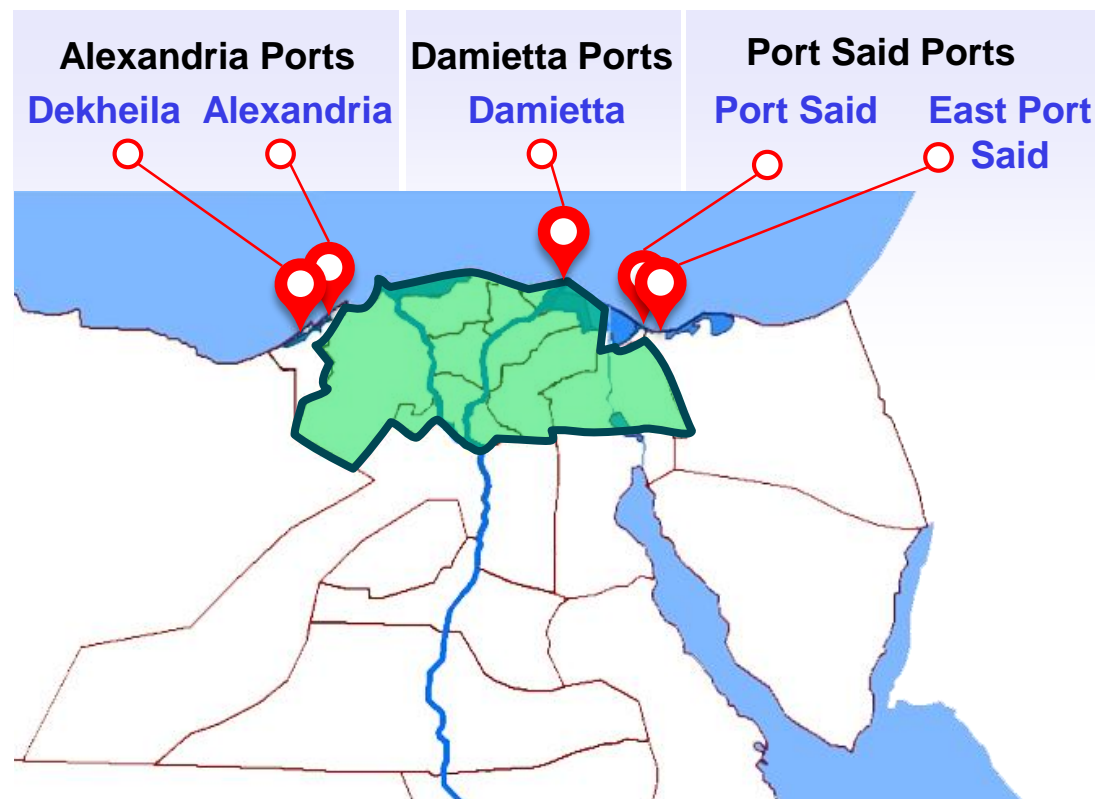 Alexandria Ports
Dekheila Alexandria
Damietta Ports
Damietta
Port Said Ports
Port Said
East Port
Said